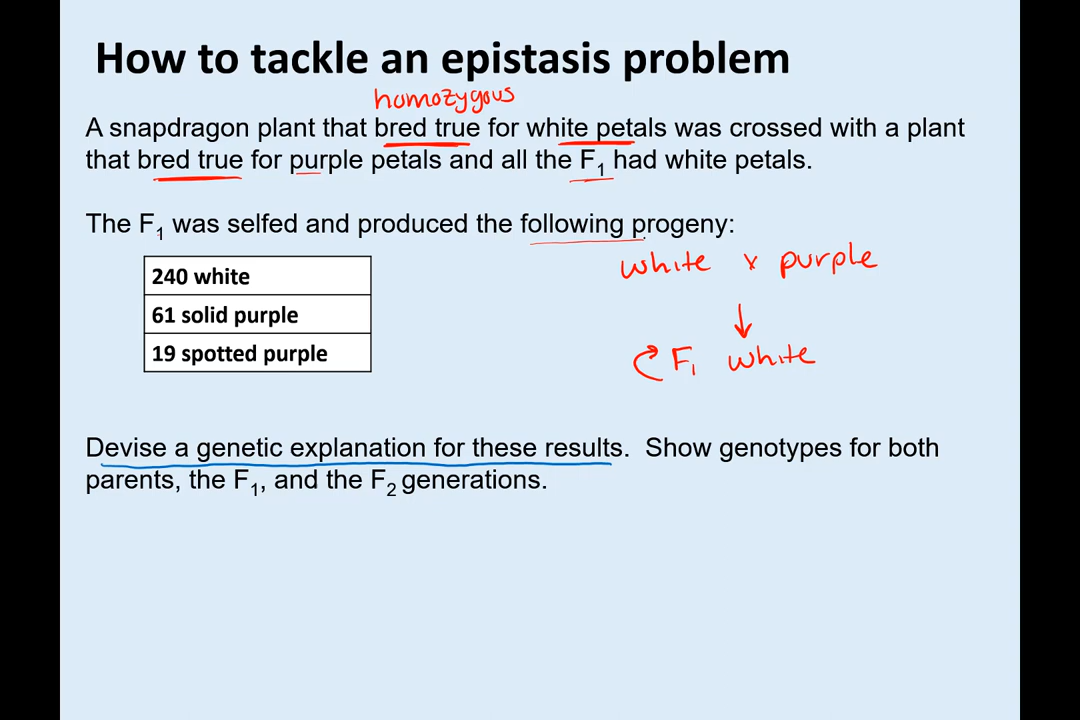 How to tackle an epistasis problem
homozygous
A snapdragon plant that bred true for white petals was crossed with a plant
that bred true for purple petals and all the F1 had white petals.
The F1 was selfed and produced the following progeny:
240 white
61 solid purple
19 spotted purple
white x purple
F1 white
Devise a genetic explanation for these results. Show genotypes for both
parents, the F1, and the F2 generations.